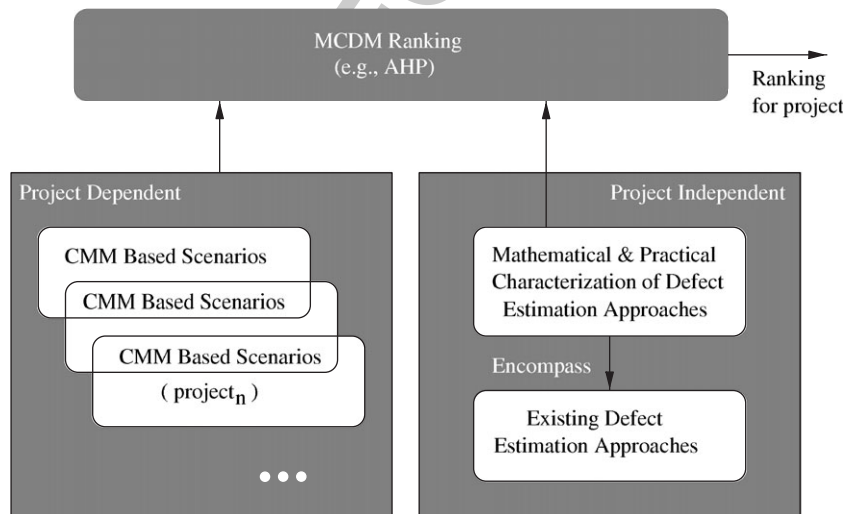 MCDM Ranking
(e.g., AHP)
Ranking
for project
Project Dependent
CMM Based Scenarios
CMM Based Scenarios
CMM Based Scenarios
( projectn )
Project Independent
Mathematical & Practical
Characterization of Defect
Estimation Approaches
Encompass
Existing Defect
Estimation Approaches